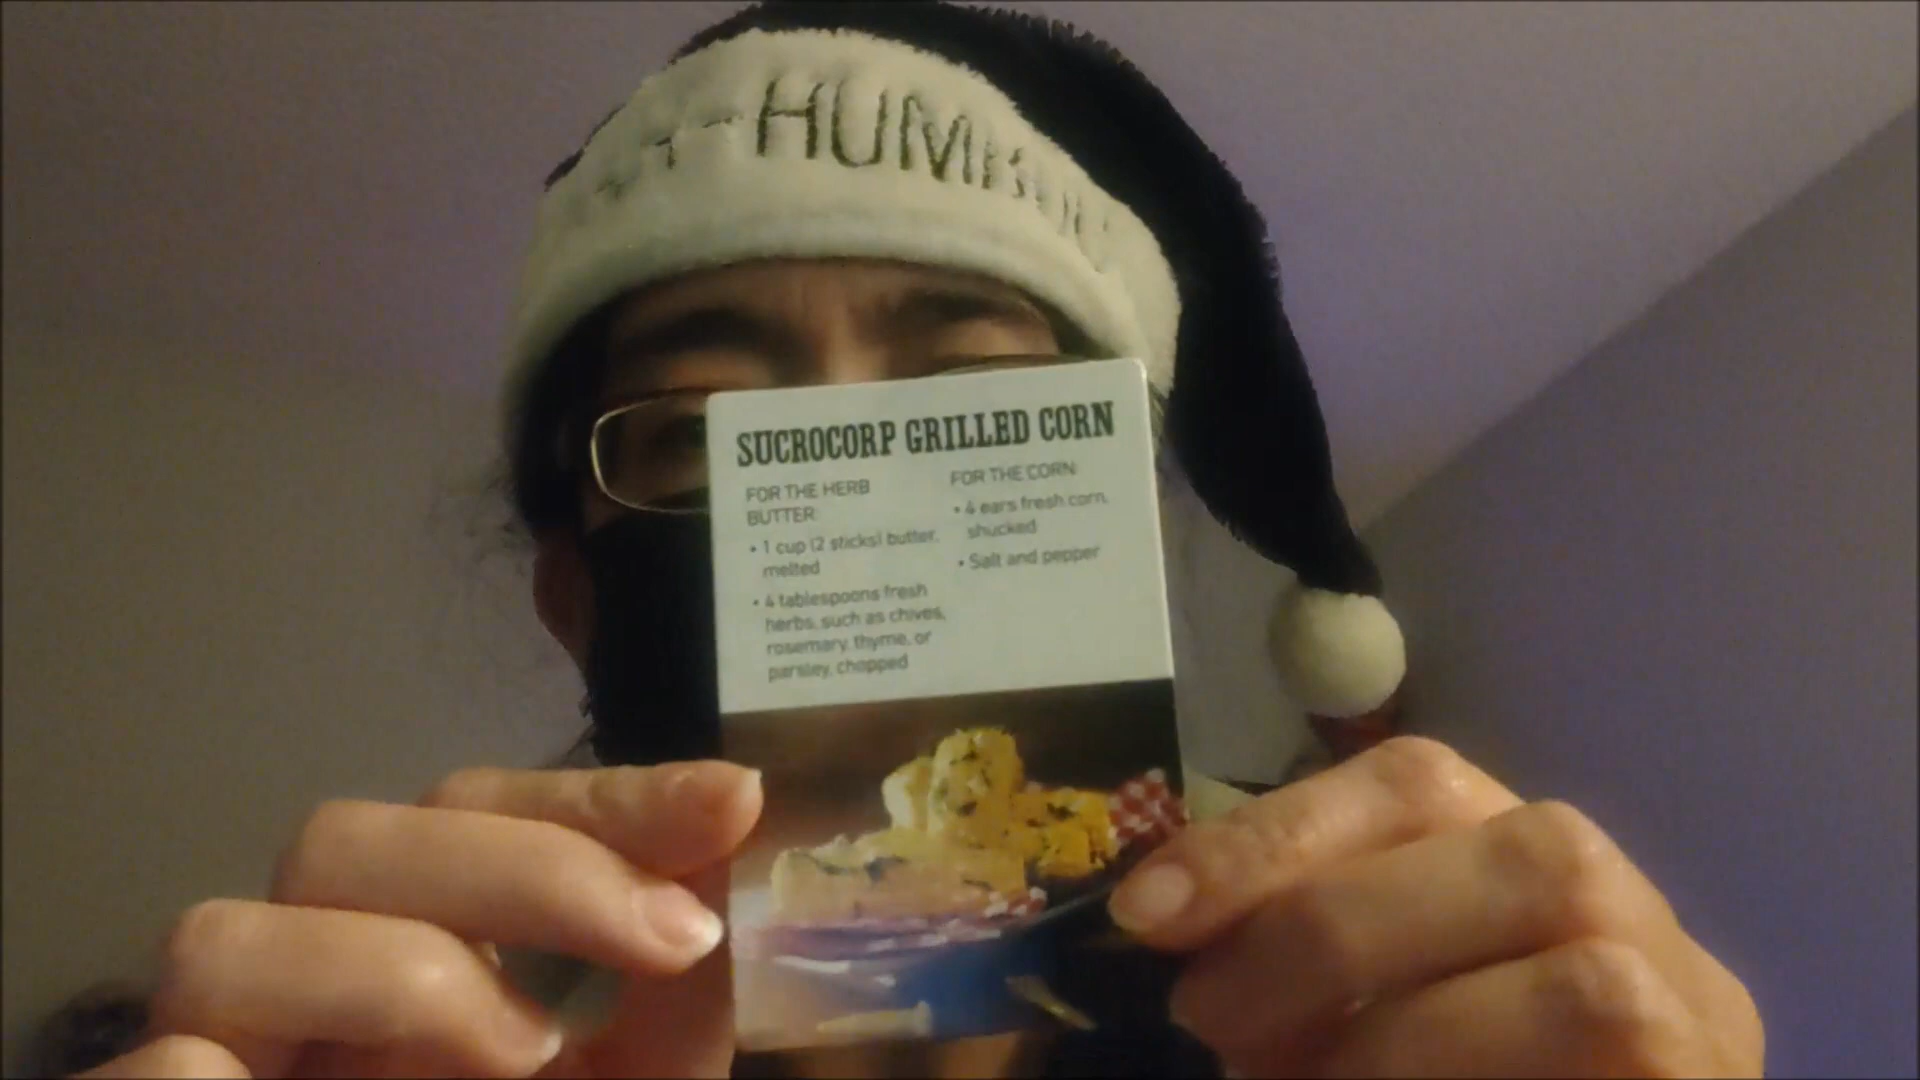 HUMBU
SUCROCORP GRILLED CORN
FOR THE HERB
BUTTER:
• 1 cup (2 sticks) butter,
melted
• 4 tablespoons fresh
herbs, such as chives,
rosemary, thyme, or
parsley, chopped
FOR THE CORN:
• 4 ears fresh corn,
shucked
• Salt and pepper